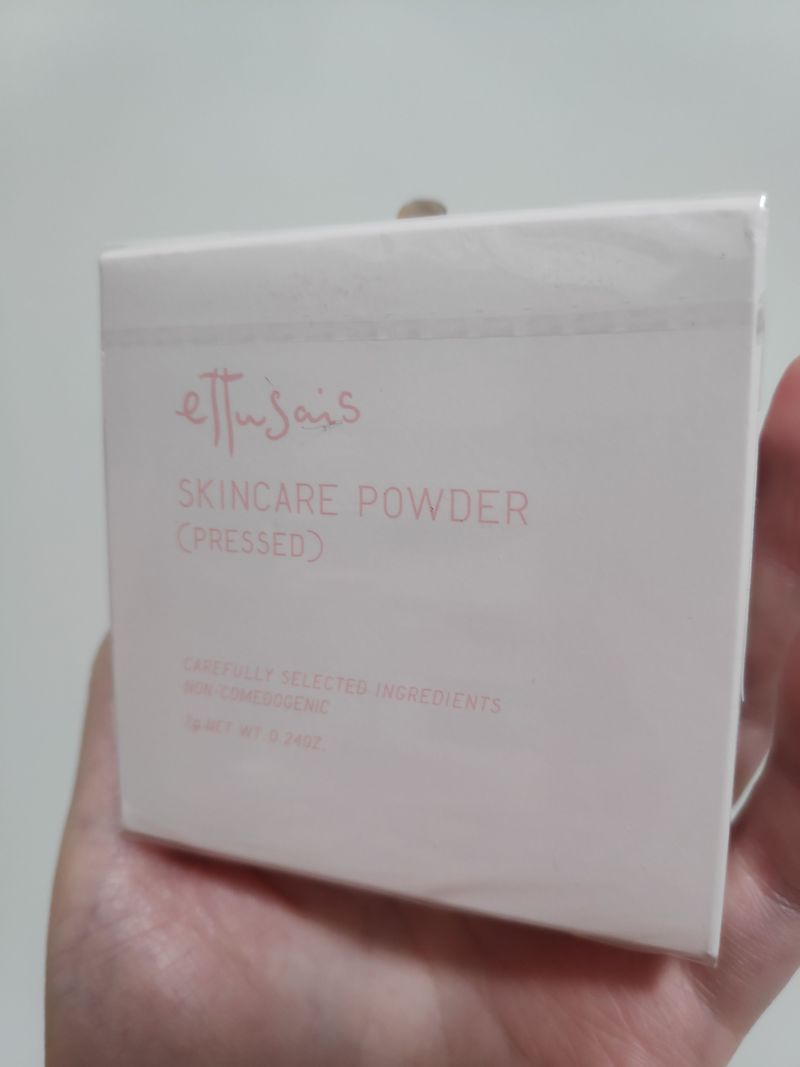 ettusais
SKINCARE POWDER
(PRESSED)
CAREFULLY SELECTED INGREDIENTS
NON-COMEDOGENIC
7g NET WT. 0.24OZ.